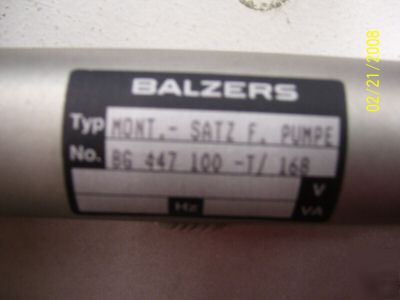 BALZERS
Typ MONT.- SATZ F. PUMPE
No. BG 447 100 -T/ 168
V
Hz VA
02/21/2008